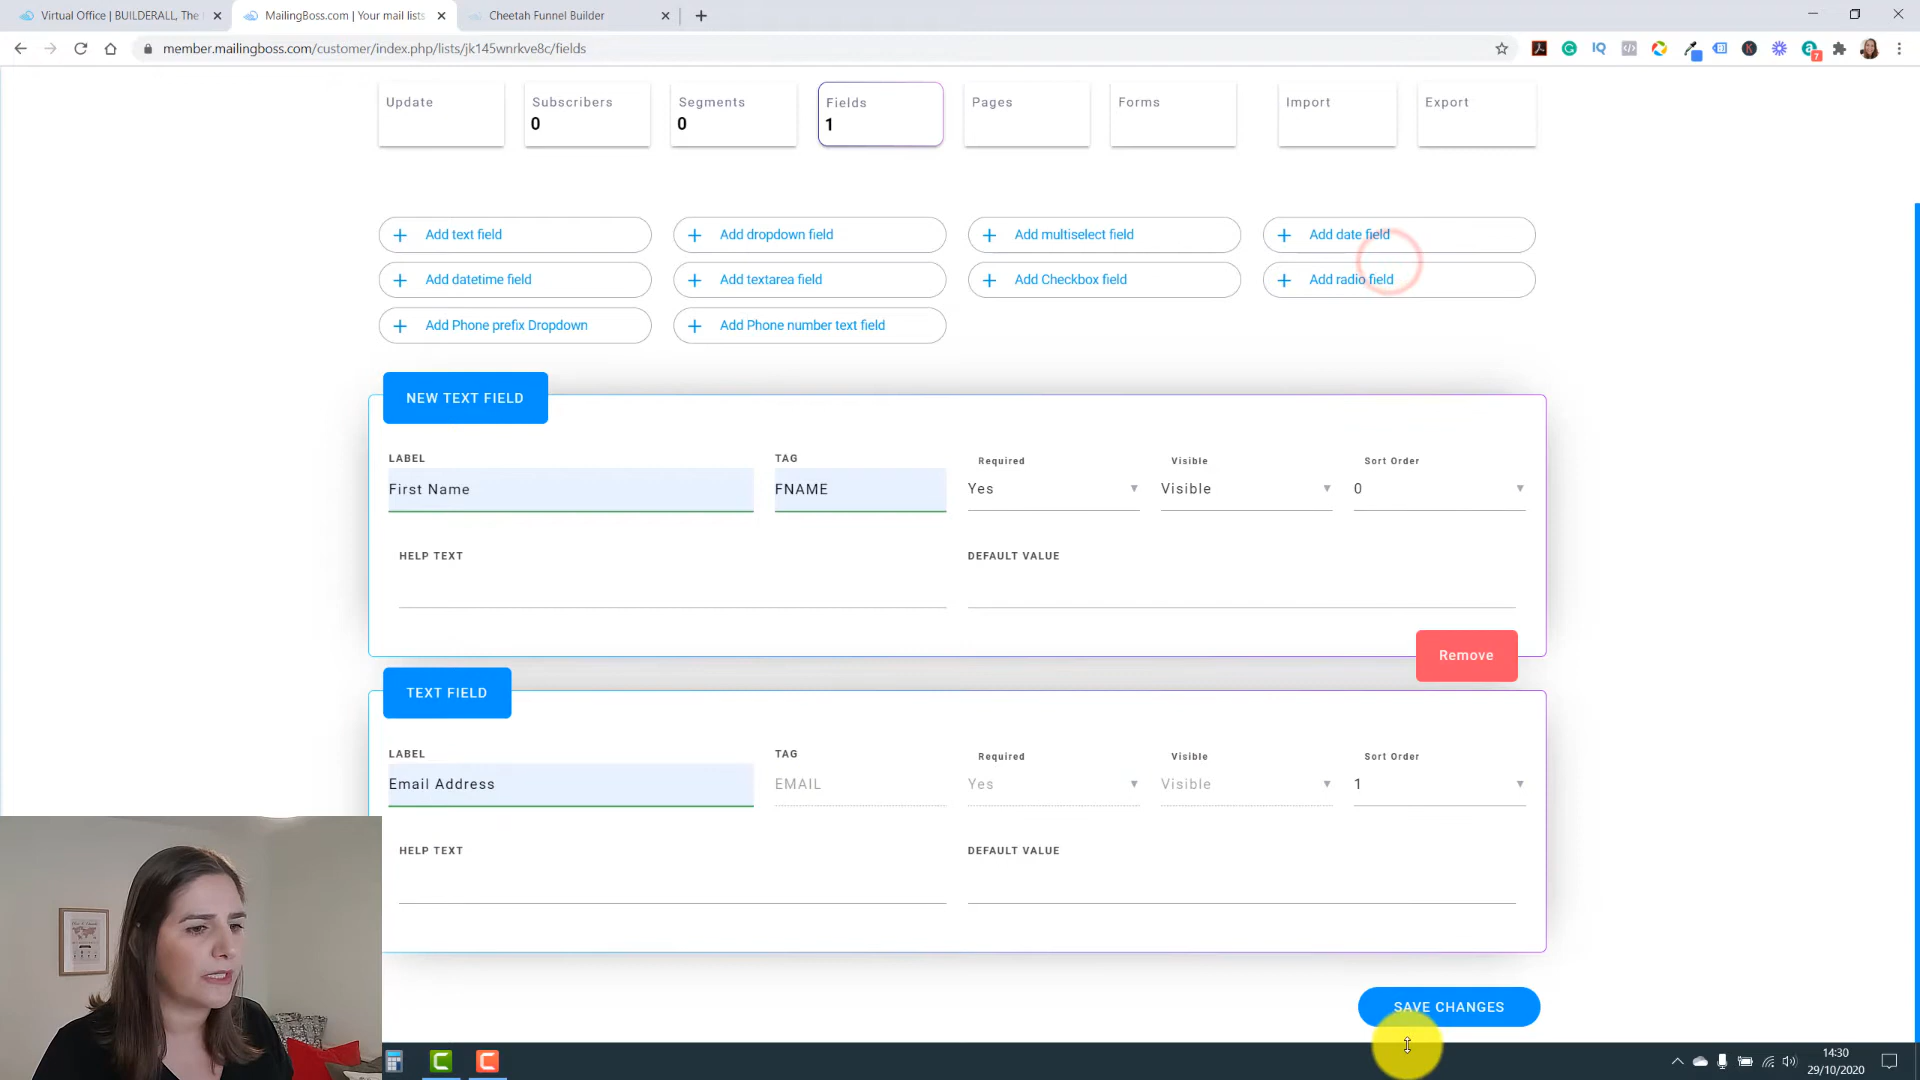 Virtual Office | BUILDERALL, The
MailingBoss.com | Your mail lists
Cheetah Funnel Builder
member.mailingboss.com/customer/index.php/lists/jk145wnrkve8c/fields
Update
Subscribers
Segments
Fields
Pages
Forms
Import
Export
0
0
1
Add text field
Add dropdown field
Add multiselect field
Add date field
Add datetime field
Add textarea field
Add Checkbox field
Add radio field
Add Phone prefix Dropdown
Add Phone number text field
NEW TEXT FIELD
LABEL
TAG
Required
Visible
Sort Order
First Name
FNAME
Yes
Visible
0
HELP TEXT
DEFAULT VALUE
Remove
TEXT FIELD
LABEL
TAG
Required
Visible
Sort Order
Email Address
EMAIL
Yes
Visible
1
HELP TEXT
DEFAULT VALUE
SAVE CHANGES
14:30
29/10/2020